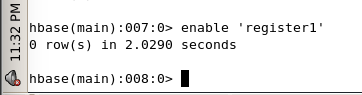 hbase(main):007:0> enable 'register1'
0 row(s) in 2.0290 seconds
hbase(main):008:0>
11:32 PM